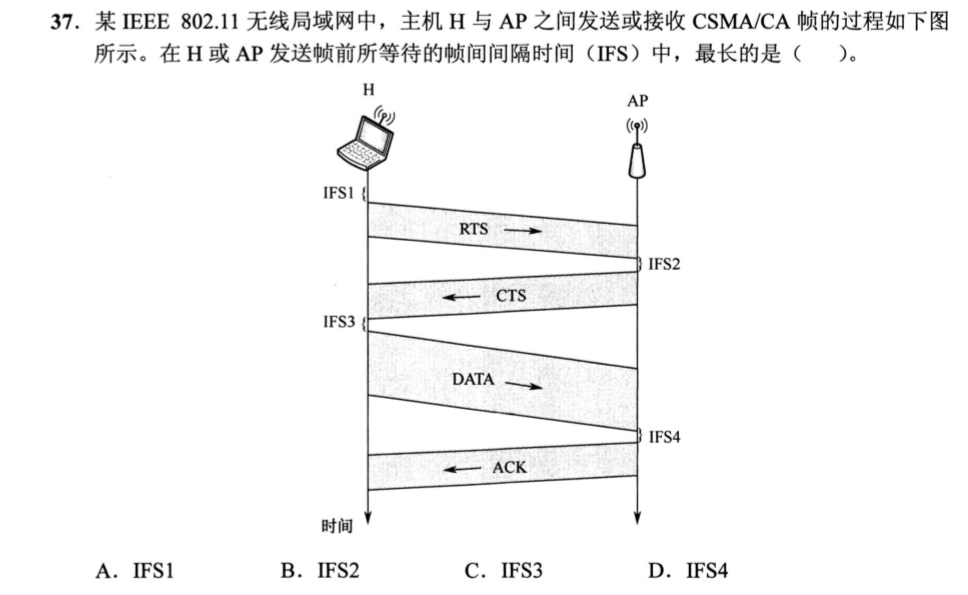 37. 某 IEEE 802.11 无线局域网中，主机 H 与 AP 之间发送或接收 CSMA/CA 帧的过程如下图
所示。在 H 或 AP 发送帧前所等待的帧间间隔时间（IFS）中，最长的是（ ）。
H
AP
IFS1
RTS
IFS2
CTS
IFS3
DATA
IFS4
ACK
时间
A. IFS1 B. IFS2 C. IFS3 D. IFS4